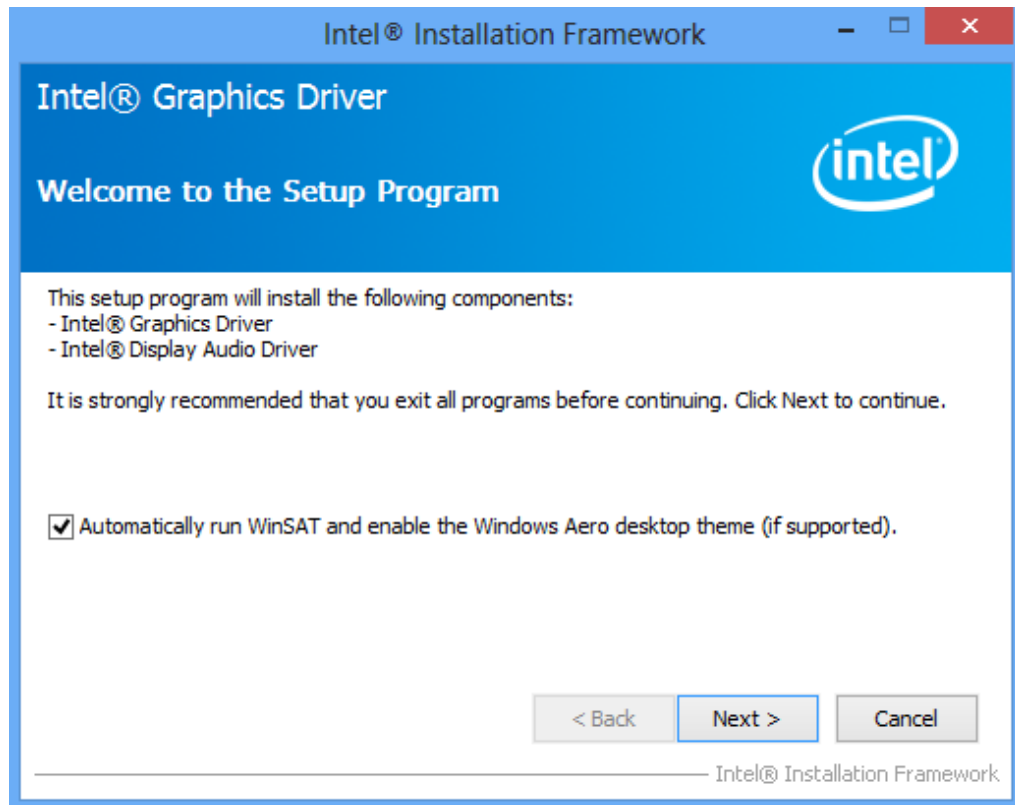 Intel® Installation Framework
Intel® Graphics Driver
intel
Welcome to the Setup Program
This setup program will install the following components:
- Intel® Graphics Driver
- Intel® Display Audio Driver
It is strongly recommended that you exit all programs before continuing. Click Next to continue.
Automatically run WinSAT and enable the Windows Aero desktop theme (if supported).
< Back Next > Cancel
Intel® Installation Framework